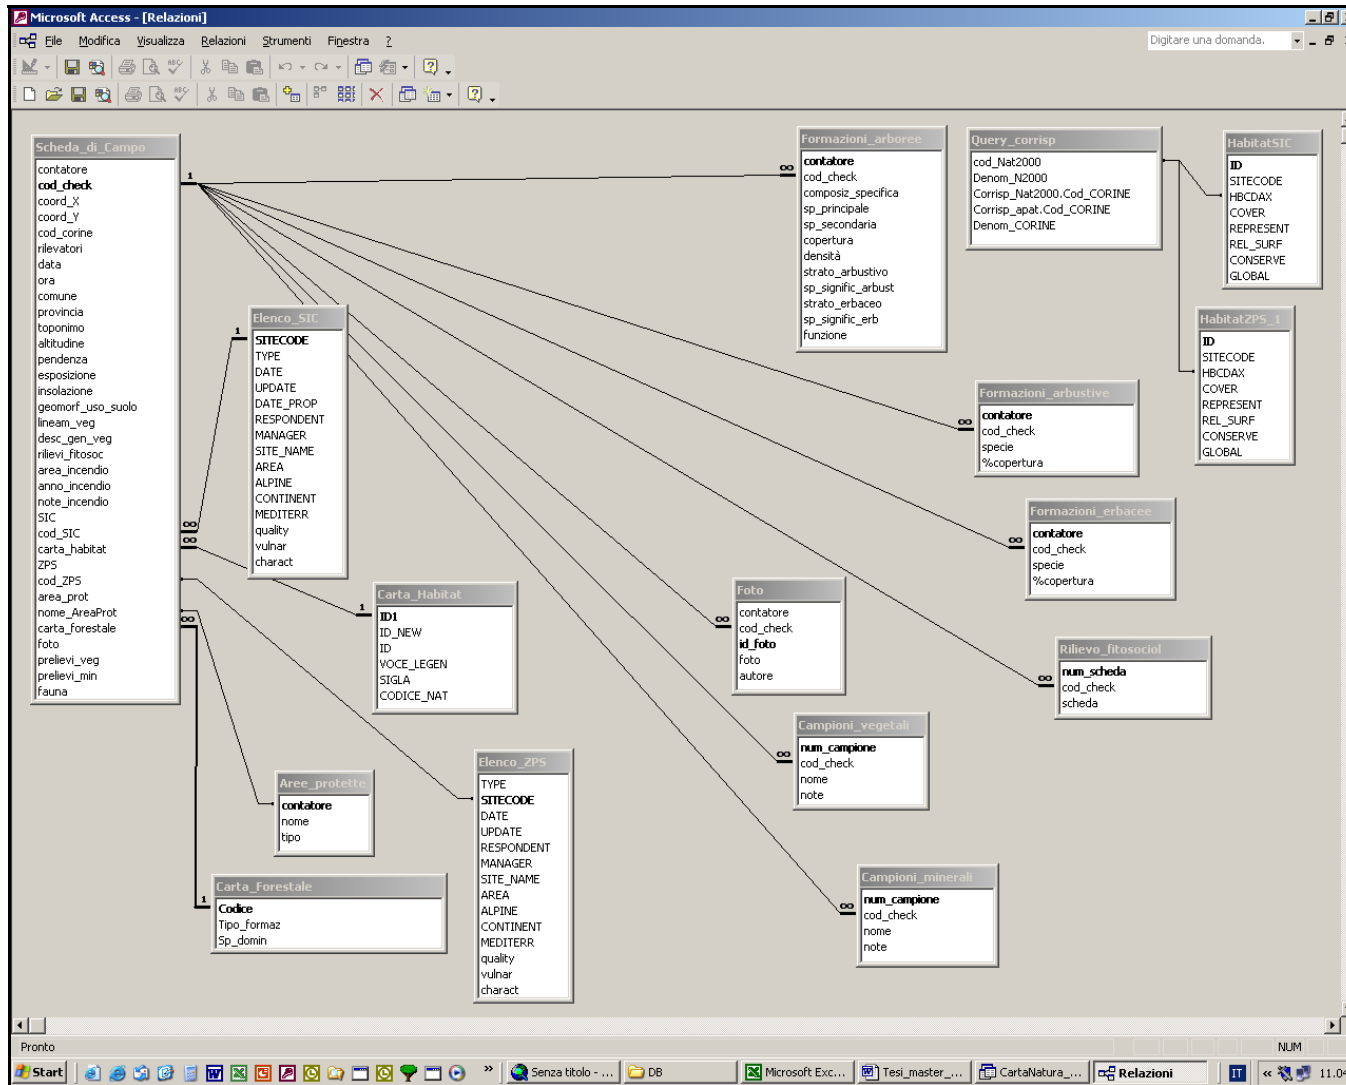 Microsoft Access - [Relazioni]
File Modifica Visualizza Relazioni Strumenti Finestra ?
Digitare una domanda.
Scheda_di_Campo
contatore
cod_check
coord_X
coord_Y
cod_corine
rilevatori
data
ora
comune
provincia
toponimo
altitudine
pendenza
esposizione
insolazione
geomorf_uso_suolo
lineam_veg
desc_gen_veg
rilievi_fitosoc
area_incendio
anno_incendio
note_incendio
SIC
cod_SIC
carta_habitat
ZPS
cod_ZPS
area_prot
nome_AreaProt
carta_forestale
foto
prelievi_veg
prelievi_min
fauna
1
∞
∞
∞
Elenco_SIC
1
SITECODE
TYPE
DATE
UPDATE
DATE_PROP
RESPONDENT
MANAGER
SITE_NAME
AREA
ALPINE
CONTINENT
MEDITERR
quality
vulnar
charact
Carta_Habitat
1
ID1
ID_NEW
ID
VOCE_LEGEN
SIGLA
CODICE_NAT
Aree_protette
contatore
nome
tipo
Carta_Forestale
1
Codice
Tipo_formaz
Sp_domin
Elenco_ZPS
TYPE
SITECODE
DATE
UPDATE
RESPONDENT
MANAGER
SITE_NAME
AREA
ALPINE
CONTINENT
MEDITERR
quality
vulnar
charact
Formazioni_arboree
∞
contatore
cod_check
composiz_specifica
sp_principale
sp_secondaria
copertura
densità
strato_arbustivo
sp_signific_arbust
strato_erbaceo
sp_signific_erb
funzione
Query_corrisp
cod_Nat2000
Denom_N2000
Corrisp_Nat2000.Cod_CORINE
Corrisp_apat.Cod_CORINE
Denom_CORINE
HabitatSIC
ID
SITECODE
HBCDAX
COVER
REPRESENT
REL_SURF
CONSERVE
GLOBAL
HabitatZPS_1
ID
SITECODE
HBCDAX
COVER
REPRESENT
REL_SURF
CONSERVE
GLOBAL
Formazioni_arbustive
∞
contatore
cod_check
specie
%copertura
Formazioni_erbacee
∞
contatore
cod_check
specie
%copertura
Foto
∞
contatore
cod_check
id_foto
foto
autore
Rilievo_fitosociol
∞
num_scheda
cod_check
scheda
Campioni_vegetali
∞
num_campione
cod_check
nome
note
Campioni_minerali
∞
num_campione
cod_check
nome
note
Pronto
NUM
Start
Senza titolo - ...
DB
Microsoft Exc...
Tesi_master_...
CartaNatura_...
Relazioni
IT
11.04